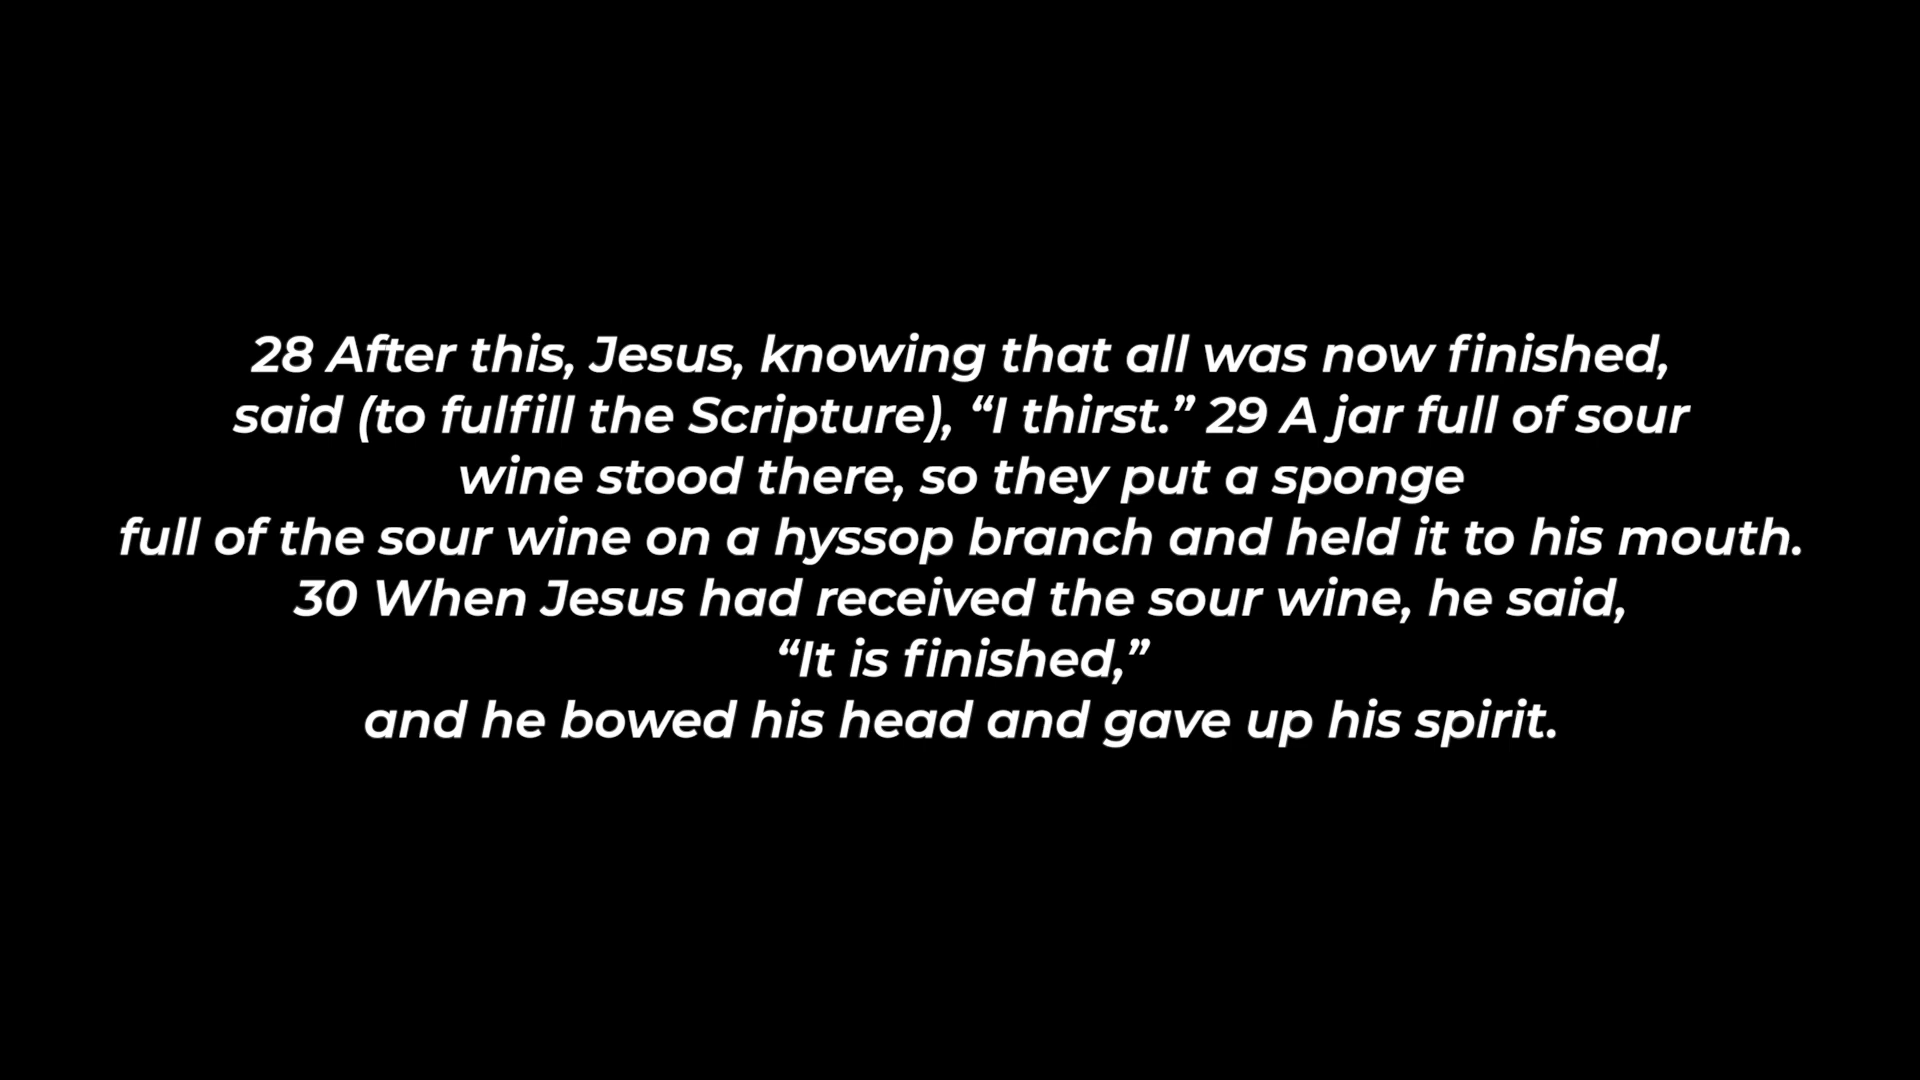 28 After this, Jesus, knowing that all was now finished,
said (to fulfill the Scripture), “I thirst.” 29 A jar full of sour
wine stood there, so they put a sponge
full of the sour wine on a hyssop branch and held it to his mouth.
30 When Jesus had received the sour wine, he said,
“It is finished,”
and he bowed his head and gave up his spirit.